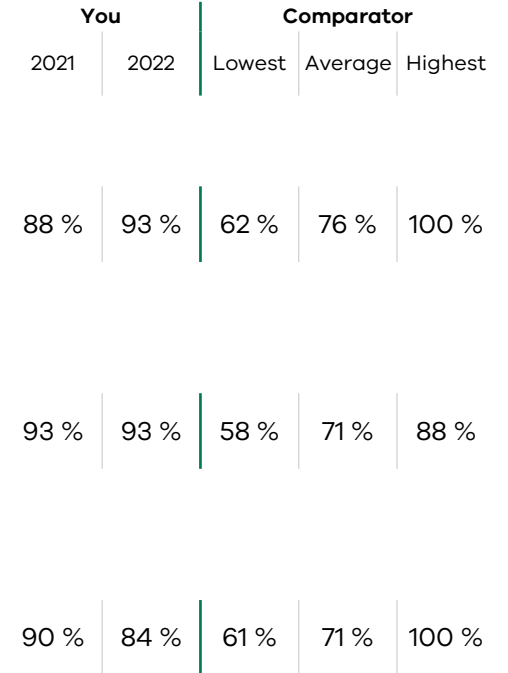 You Comparator
2021 2022 Lowest Average Highest
88 % 93 % 62 % 76 % 100 %
93 % 93 % 58 % 71 % 88 %
90 % 84 % 61 % 71 % 100 %